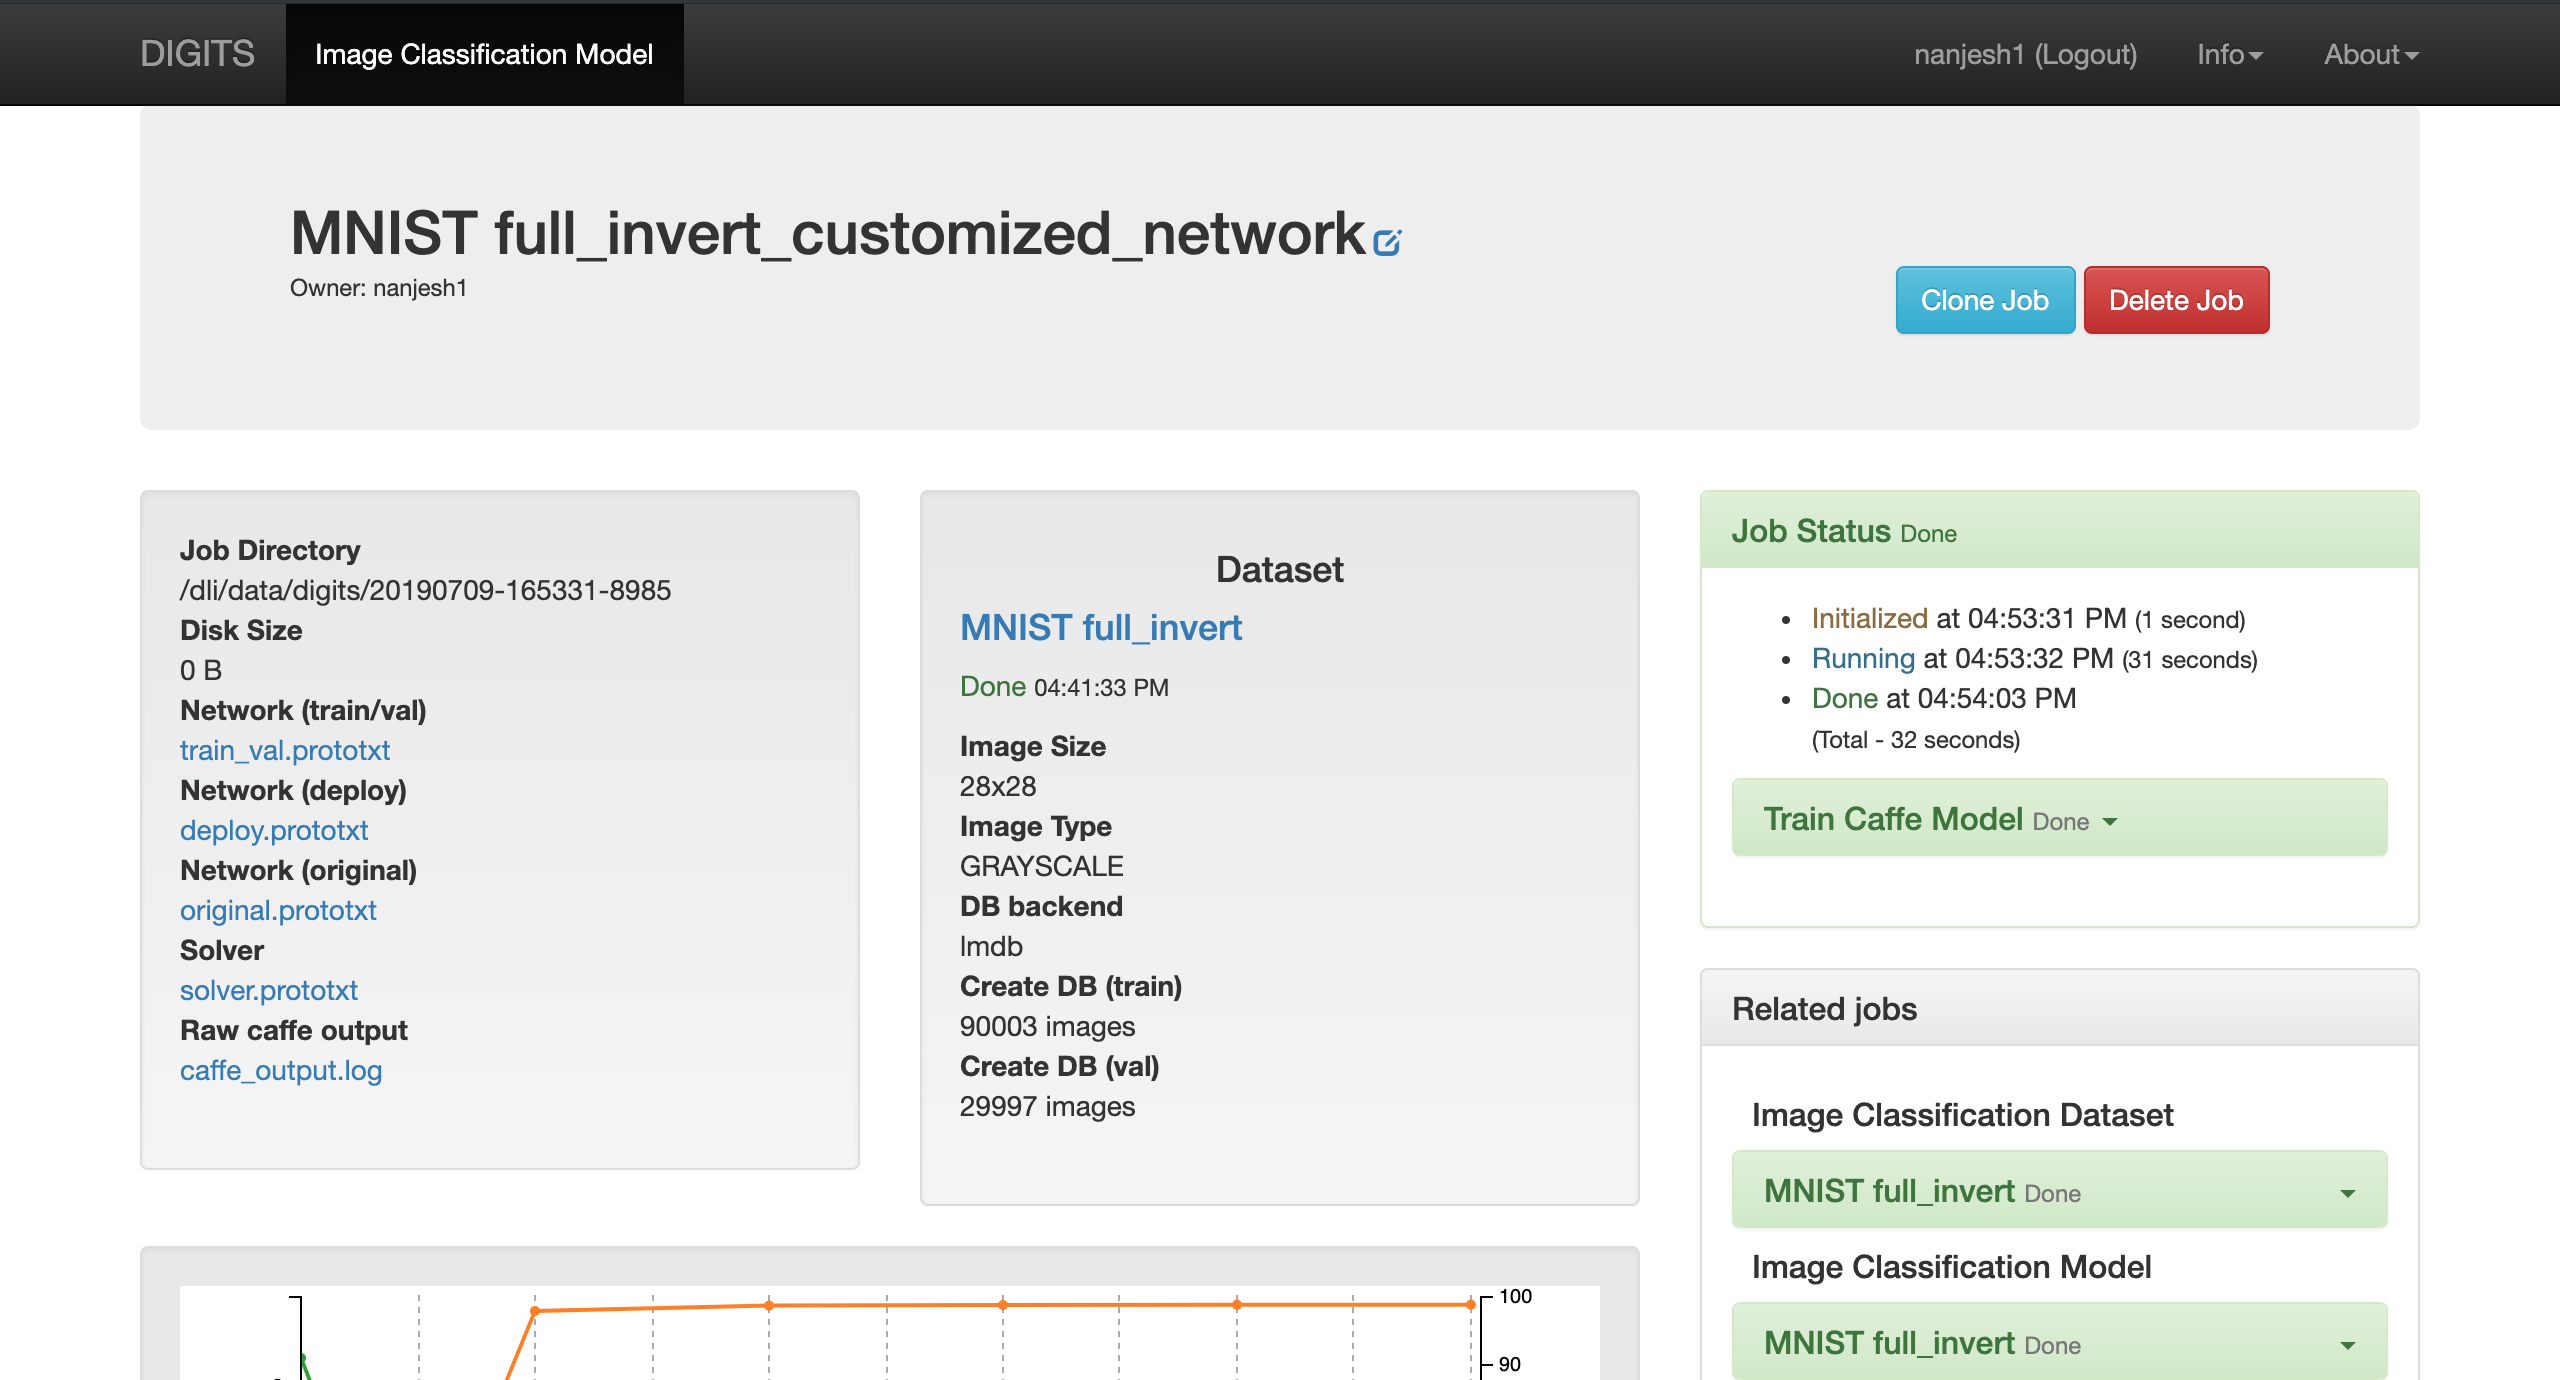 DIGITS
Image Classification Model
nanjesh1 (Logout)
Info
About
MNIST full_invert_customized_network
Owner: nanjesh1
Clone Job
Delete Job
Job Directory
/dli/data/digits/20190709-165331-8985
Disk Size
0 B
Network (train/val)
train_val.prototxt
Network (deploy)
deploy.prototxt
Network (original)
original.prototxt
Solver
solver.prototxt
Raw caffe output
caffe_output.log
Dataset
MNIST full_invert
Done 04:41:33 PM
Image Size
28x28
Image Type
GRAYSCALE
DB backend
lmdb
Create DB (train)
90003 images
Create DB (val)
29997 images
Job Status Done
Initialized at 04:53:31 PM (1 second)
Running at 04:53:32 PM (31 seconds)
Done at 04:54:03 PM
(Total - 32 seconds)
Train Caffe Model Done
Related jobs
Image Classification Dataset
MNIST full_invert Done
Image Classification Model
MNIST full_invert Done
100
90